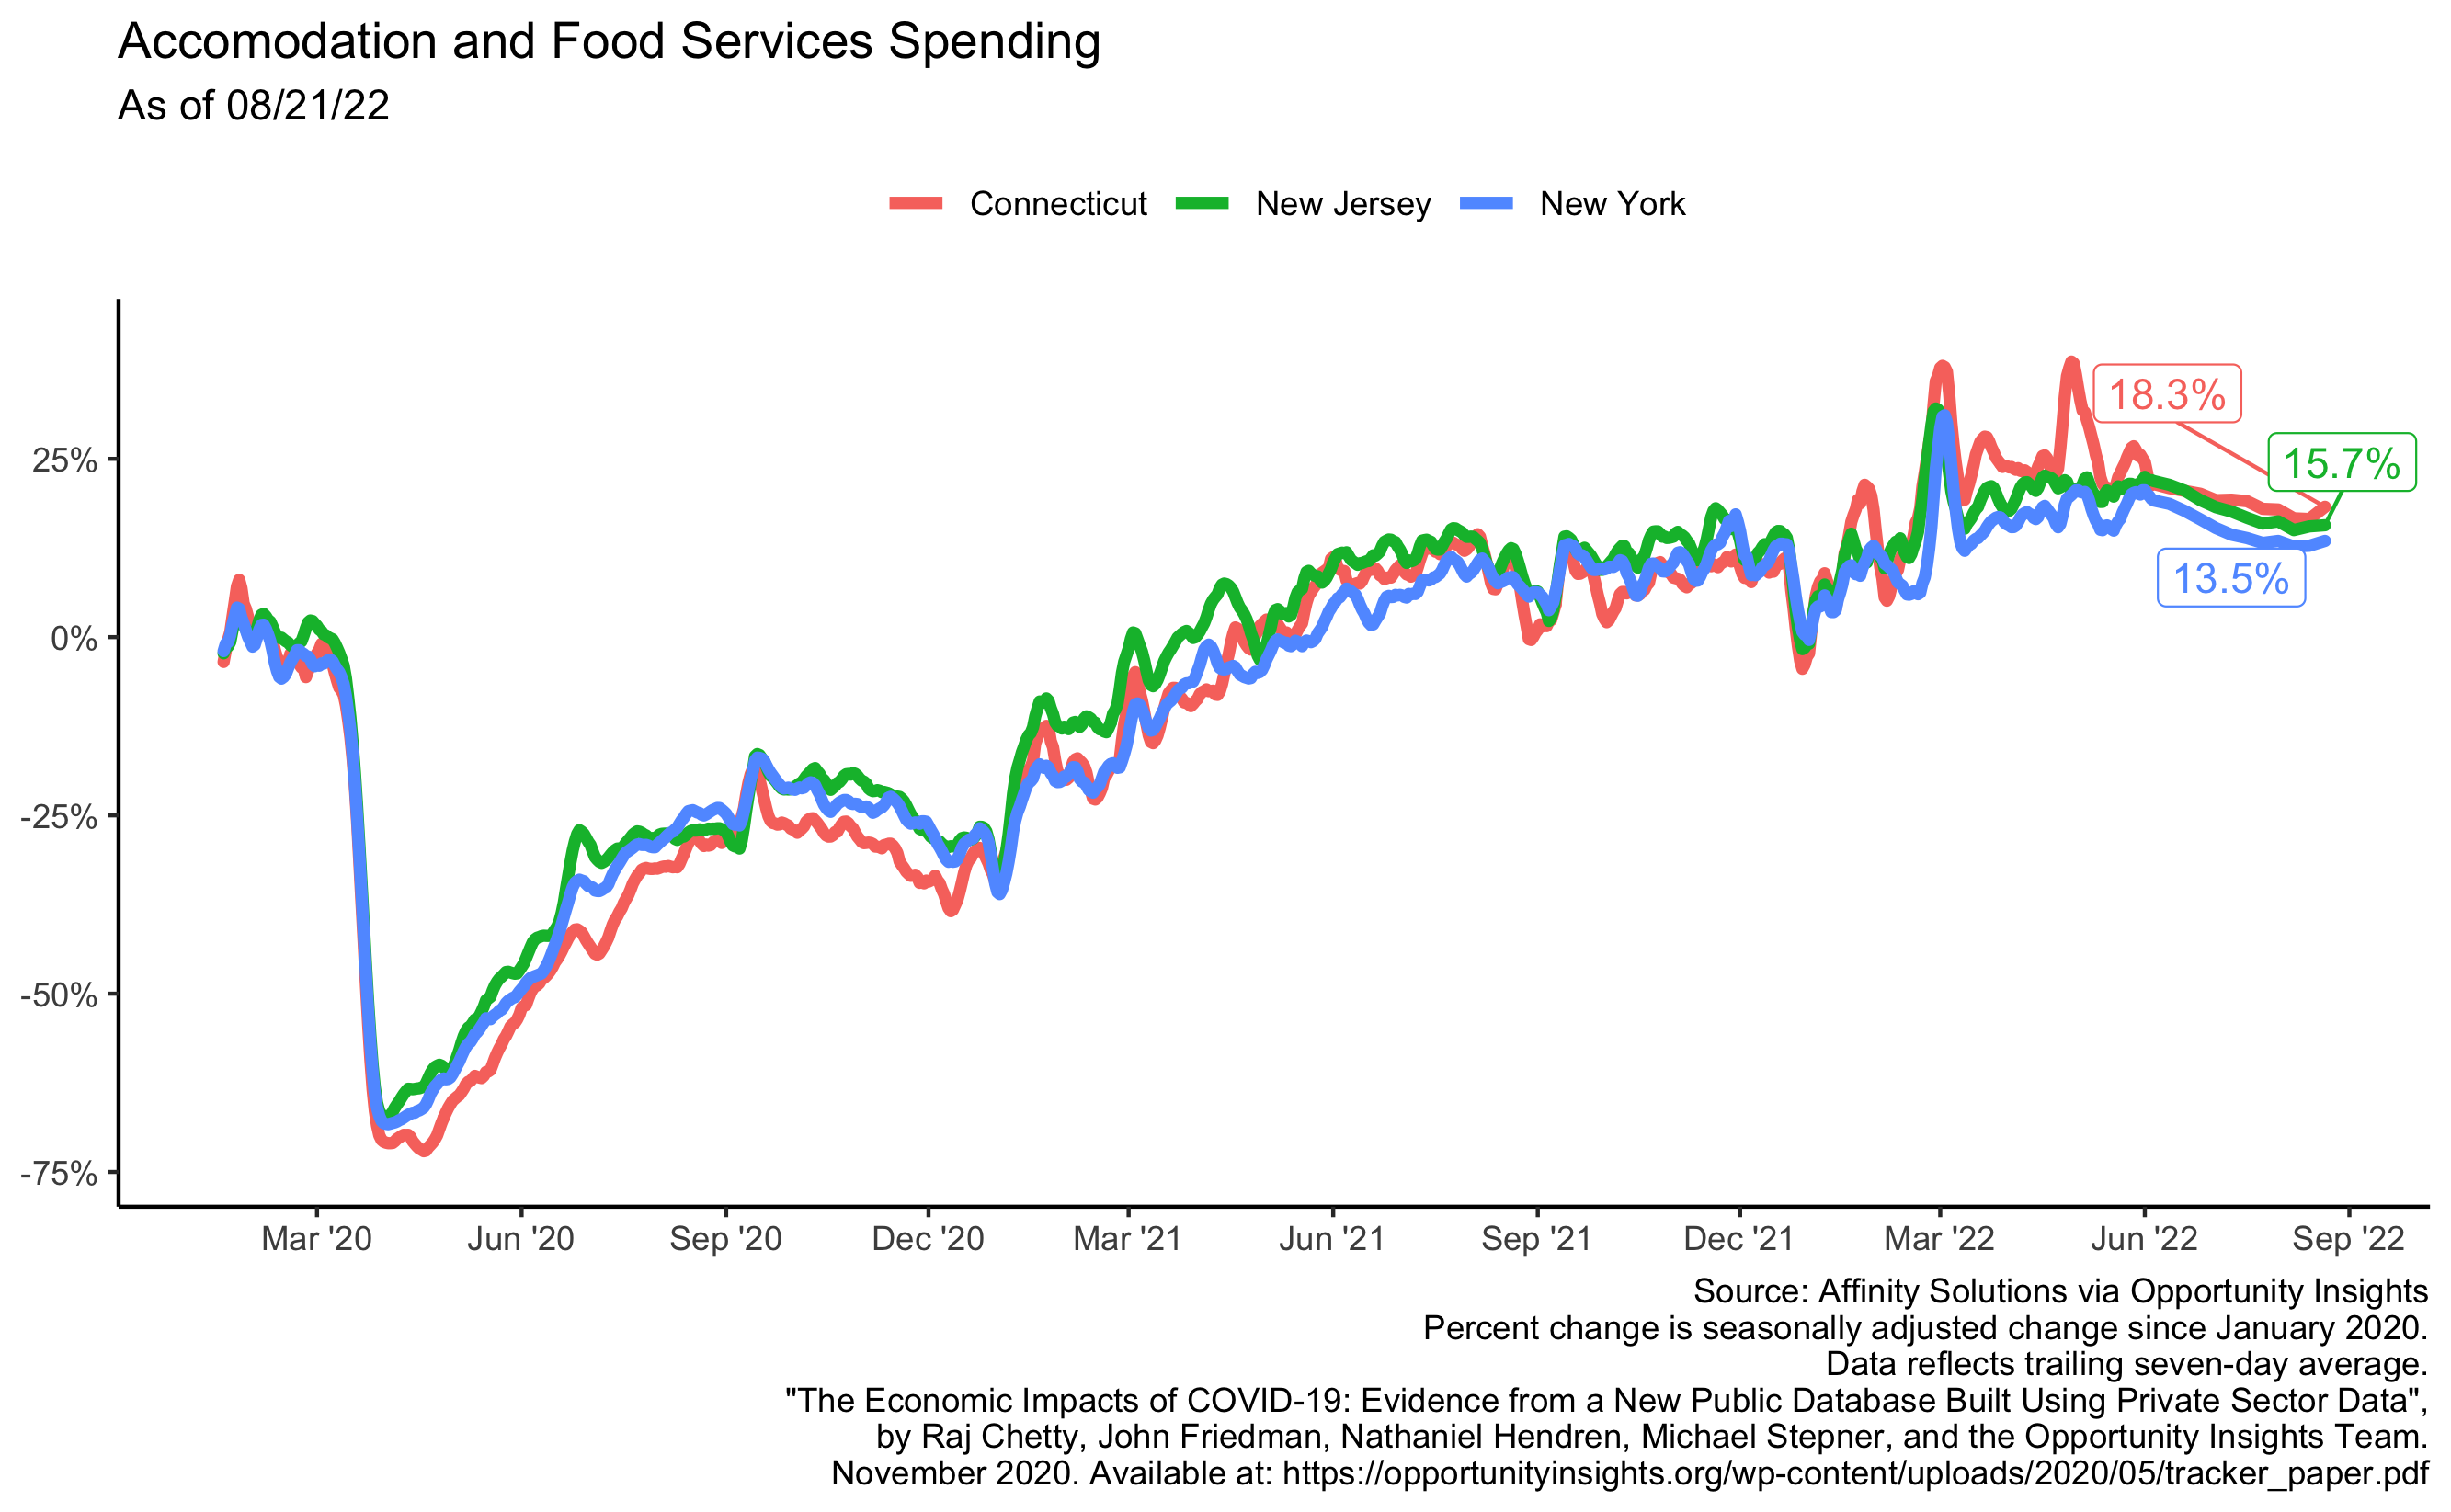 Accomodation and Food Services Spending
As of 08/21/22
Connecticut New Jersey New York
18.3%
15.7%
13.5%
25%
0%
-25%
-50%
-75%
Mar '20 Jun '20 Sep '20 Dec '20 Mar '21 Jun '21 Sep '21 Dec '21 Mar '22 Jun '22 Sep '22
Source: Affinity Solutions via Opportunity Insights
Percent change is seasonally adjusted change since January 2020.
Data reflects trailing seven-day average.
"The Economic Impacts of COVID-19: Evidence from a New Public Database Built Using Private Sector Data",
by Raj Chetty, John Friedman, Nathaniel Hendren, Michael Stepner, and the Opportunity Insights Team.
November 2020. Available at: https://opportunityinsights.org/wp-content/uploads/2020/05/tracker_paper.pdf